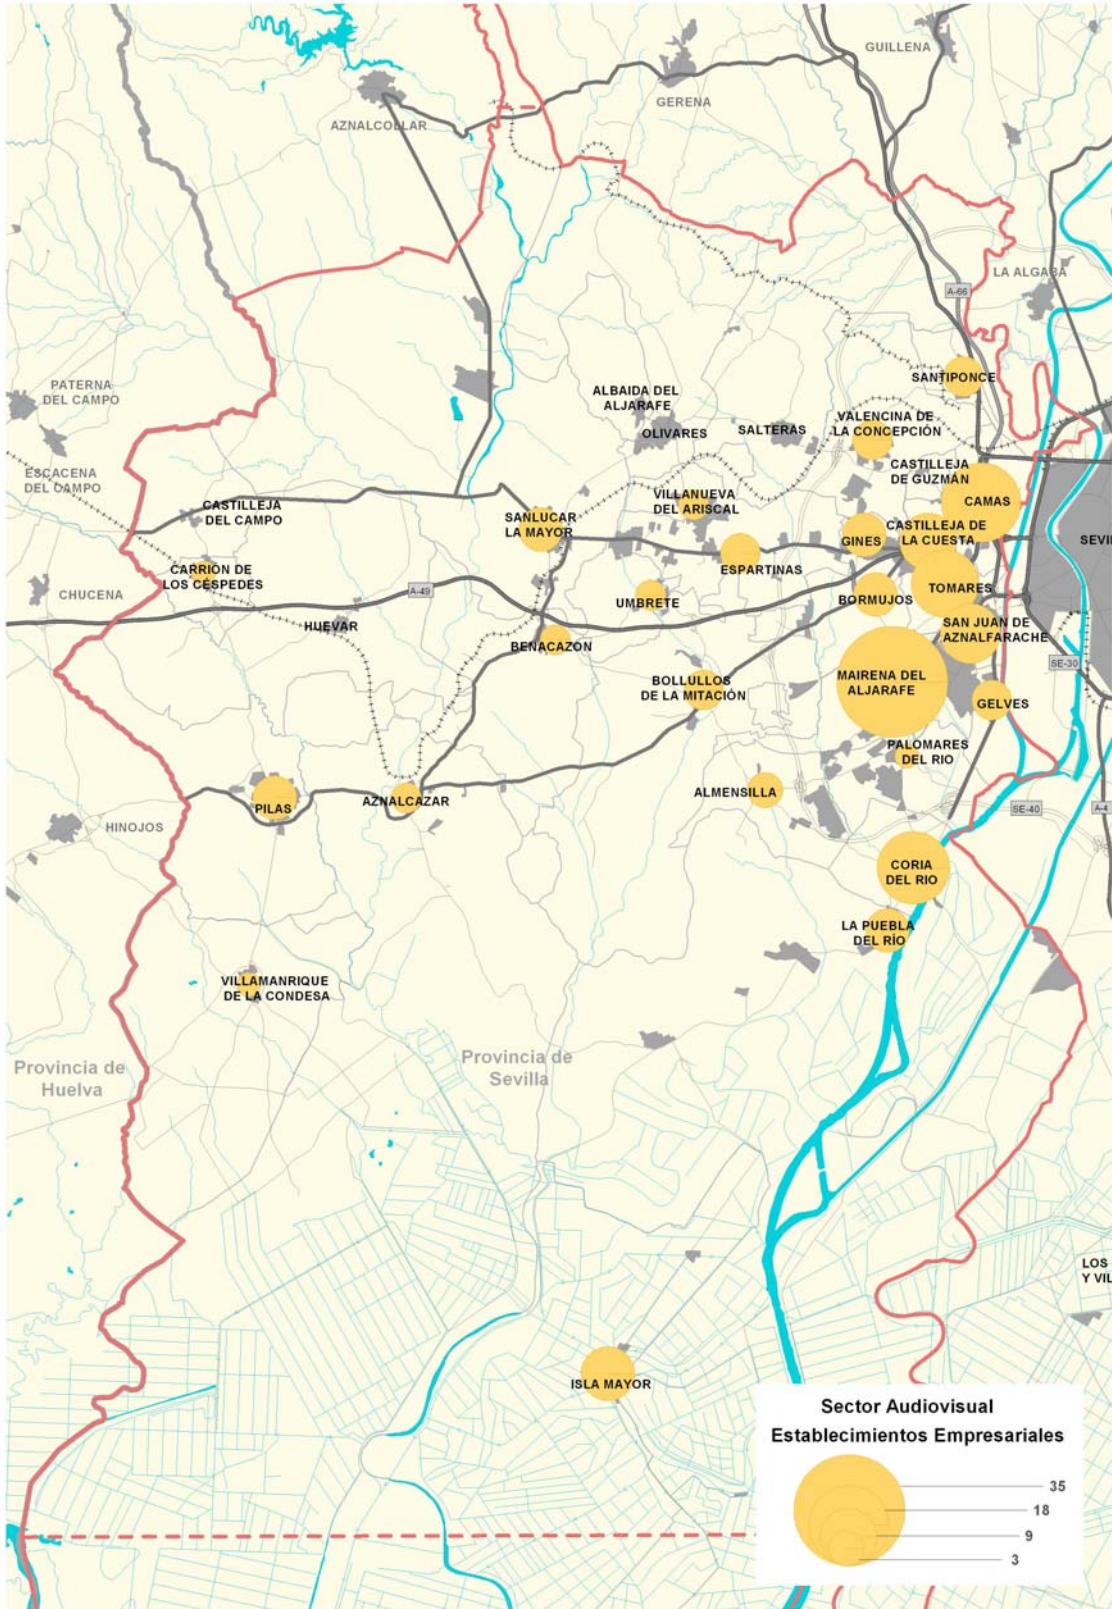 GUILLENA
GERENA
AZNALCOLLAR
LA ALGABA
A-66
SANTIPONCE
PATERNA
DEL CAMPO
ALBAIDA DEL
ALJARAFE
OLIVARES
SALTERAS
VALENCINA DE
LA CONCEPCIÓN
ESCACENA
DEL CAMPO
CASTILLEJA
DE GUZMÁN
CAMAS
CASTILLEJA
DEL CAMPO
VILLANUEVA
DEL ARISCAL
SANLUCAR
LA MAYOR
GINES
CASTILLEJA DE
LA CUESTA
SEVI
ESPARTINAS
CARRIÓN DE
LOS CÉSPEDES
CHUCENA
A-49
UMBRETE
BORMUJOS
TOMARES
HUEVAR
SAN JUAN DE
AZNALFARACHE
BENACAZON
SE-30
BOLLULLOS
DE LA MITACIÓN
MAIRENA DEL
ALJARAFE
GELVES
PALOMARES
DEL RIO
ALMENSILLA
PILAS
AZNALCAZAR
HINOJOS
SE-40
A-4
CORIA
DEL RIO
LA PUEBLA
DEL RÍO
VILLAMANRIQUE
DE LA CONDESA
Provincia de
Huelva
Provincia de
Sevilla
LOS
Y VIL
ISLA MAYOR
Sector Audiovisual
Establecimientos Empresariales
35
18
9
3